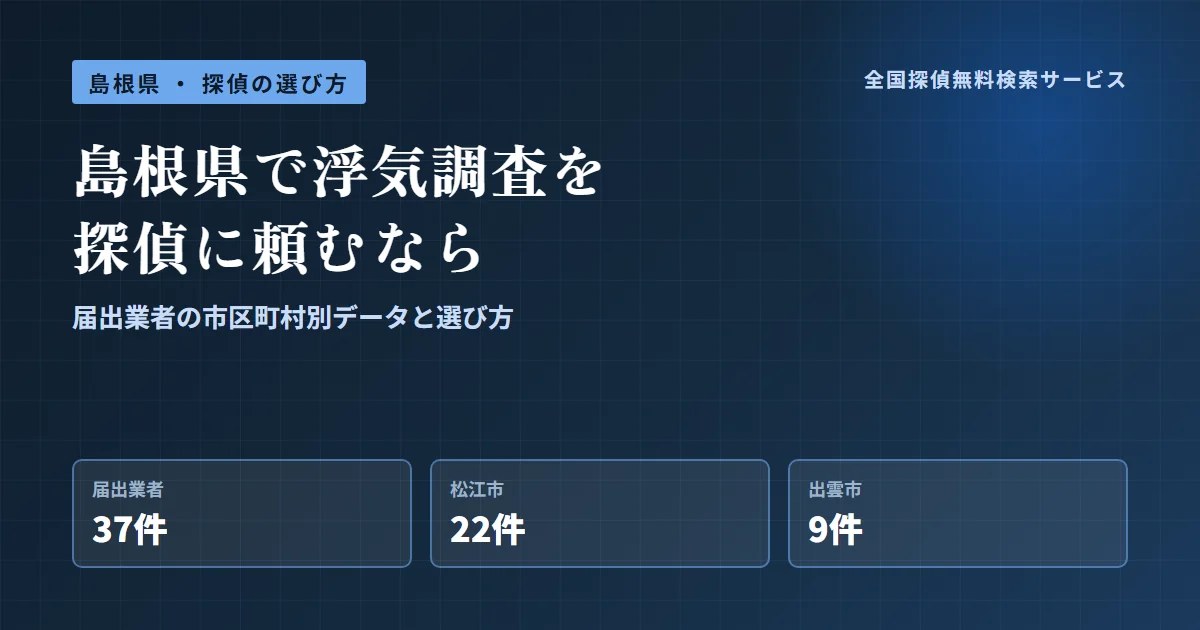 島根県 ・ 探偵の選び方
全国探偵無料検索サービス
島根県で浮気調査を
探偵に頼むなら
届出業者の市区町村別データと選び方
届出業者
37件
松江市
22件
出雲市
9件